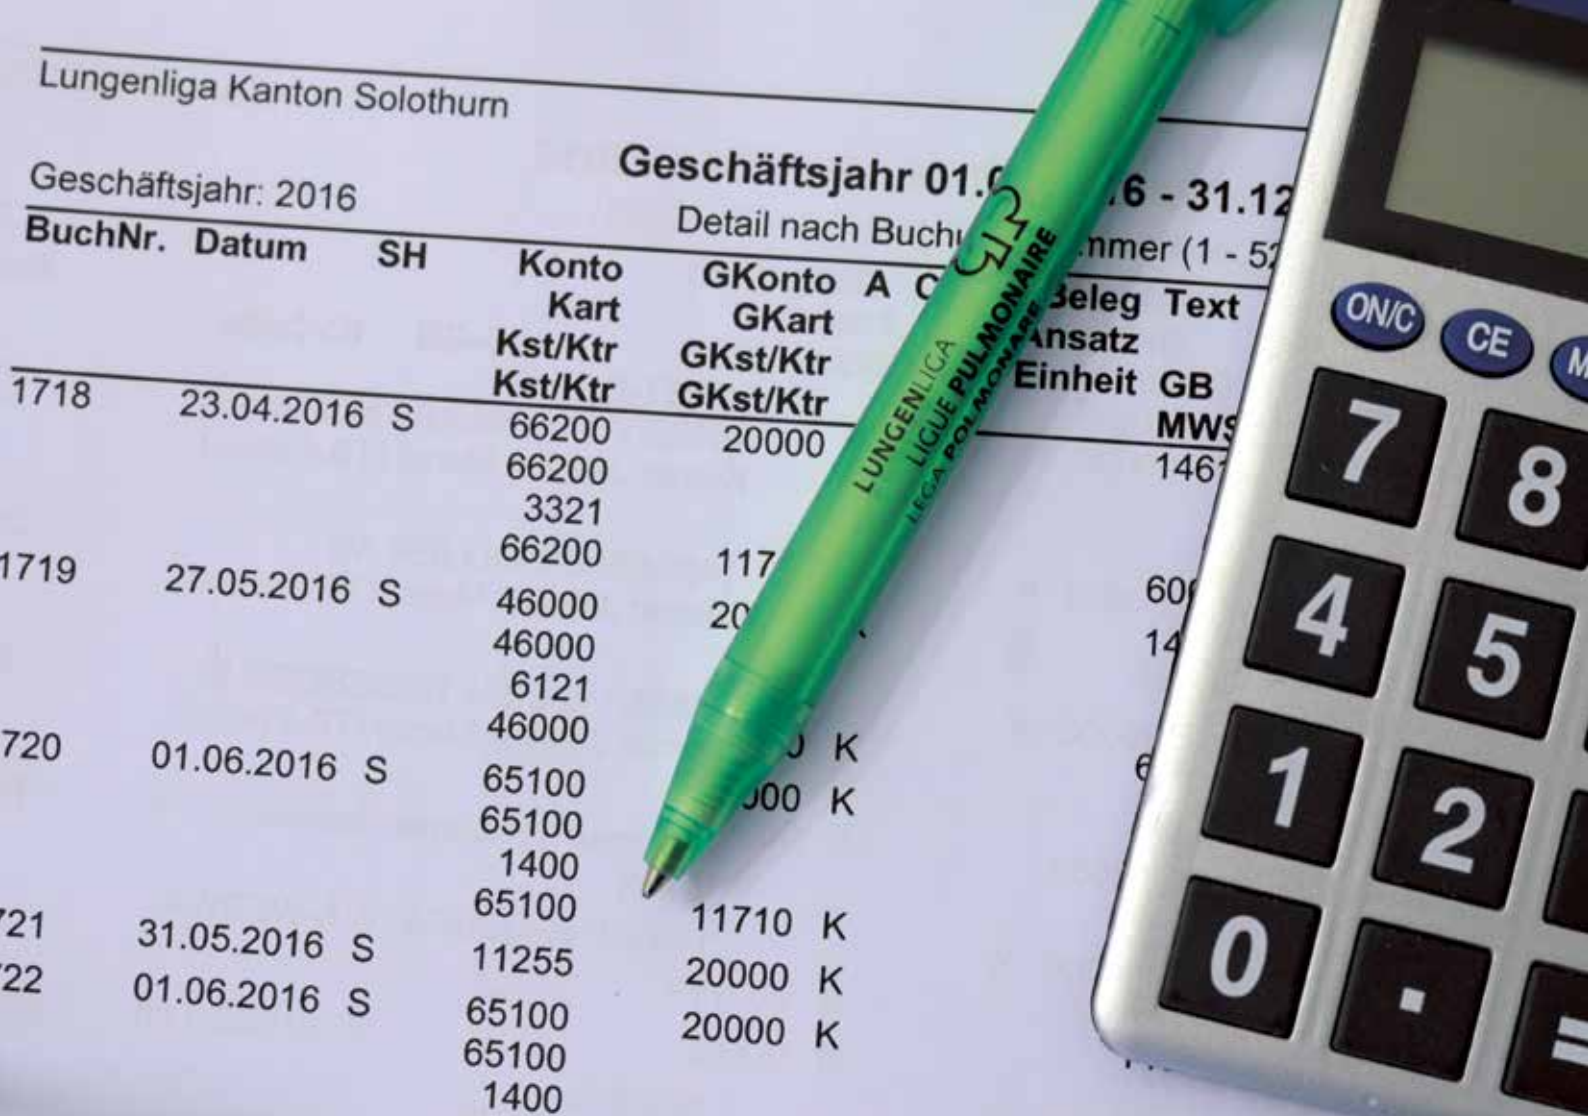 Lungenliga Kanton Solothurn
Geschäftsjahr 01. 6 - 31.12
Geschäftsjahr: 2016
Detail nach (1 - 52
BuchNr. Datum SH Konto GKonto A Beleg Text
Kart GKart Ansatz
Kst/Ktr GKst/Ktr Einheit GB
Kst/Ktr GKst/Ktr
1718 23.04.2016 S 66200 20000
66200
3321
66200
1719 27.05.2016 S 46000
46000
6121
46000 K
720 01.06.2016 S 65100 K
65100
1400
65100 11710 K
721 31.05.2016 S 11255 20000 K
722 01.06.2016 S 65100 20000 K
65100
1400
LUNGENLIGA
LIGUE PULMONAIRE
LEGA POLMONARE
ON/C CE
7 8
4 5
1 2
0 . =